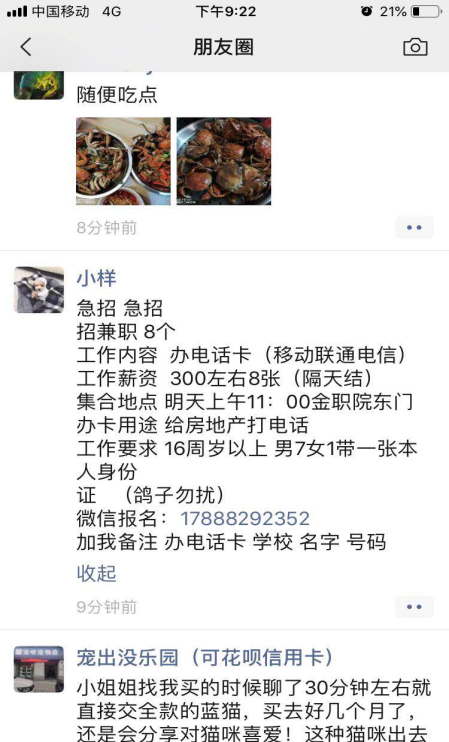 中国移动 4G 下午9:22 21%
朋友圈
随便吃点
8分钟前
小样
急招 急招
招兼职 8个
工作内容 办电话卡（移动联通电信）
工作薪资 300左右8张（隔天结）
集合地点 明天上午11：00金职院东门
办卡用途 给房地产打电话
工作要求 16周岁以上 男7女1带一张本
人身份
证 （鸽子勿扰）
微信报名：17888292352
加我备注 办电话卡 学校 名字 号码
收起
9分钟前
宠出没乐园（可花呗信用卡）
小姐姐找我买的时候聊了30分钟左右就
直接交全款的蓝猫，买去好几个月了，
还是会分享对猫咪喜爱！这种猫咪出去